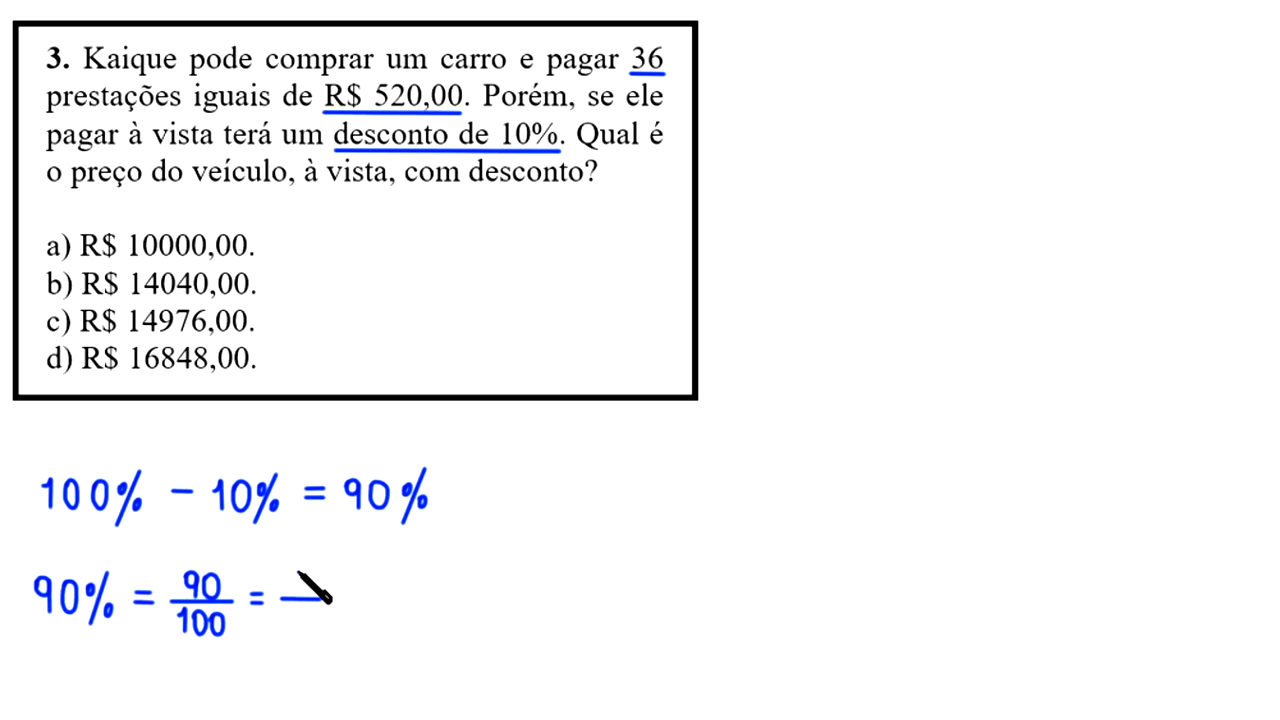 3. Kaique pode comprar um carro e pagar 36
prestações iguais de R$ 520,00. Porém, se ele
pagar à vista terá um desconto de 10%. Qual é
o preço do veículo, à vista, com desconto?
a) R$ 10000,00.
b) R$ 14040,00.
c) R$ 14976,00.
d) R$ 16848,00.
100% - 10% = 90%
90% = 90/100 =